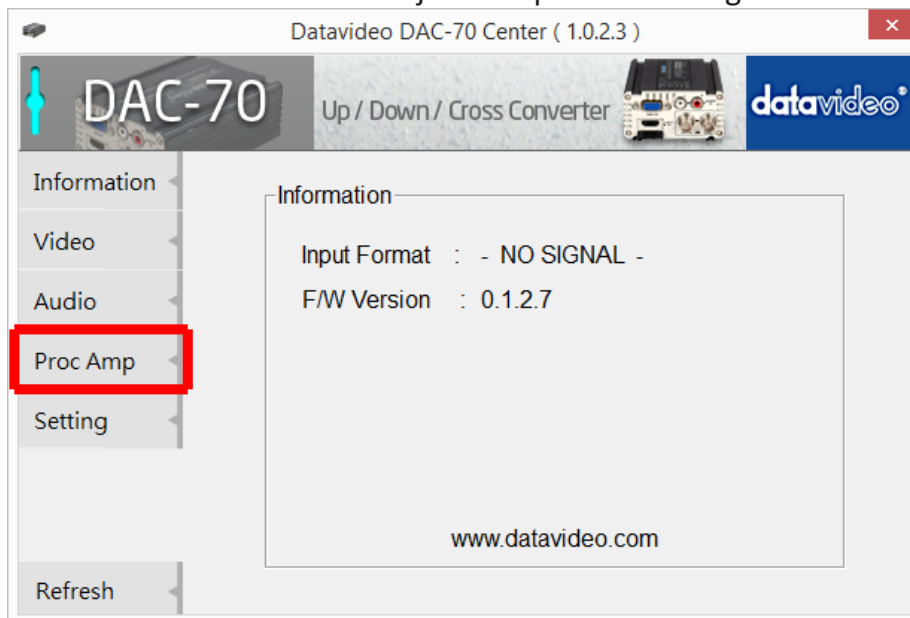 Datavideo DAC-70 Center ( 1.0.2.3 )
DAC-70
Up / Down / Cross Converter
datavideo®
Information
Video
Audio
Proc Amp
Setting
Refresh
Information
Input Format : - NO SIGNAL -
F/W Version : 0.1.2.7
www.datavideo.com